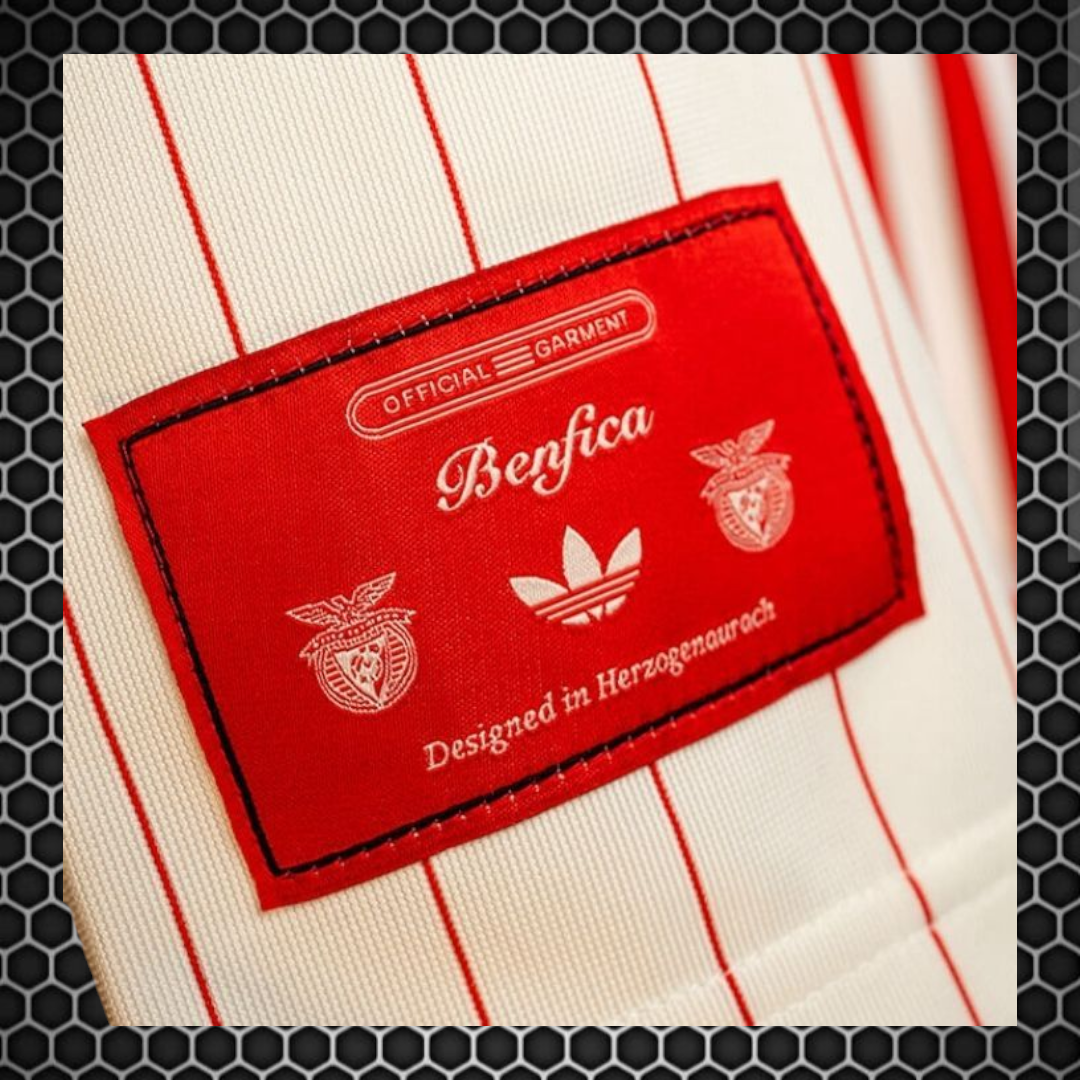 OFFICIAL GARMENT
Benfica
Designed in Herzogenaurach